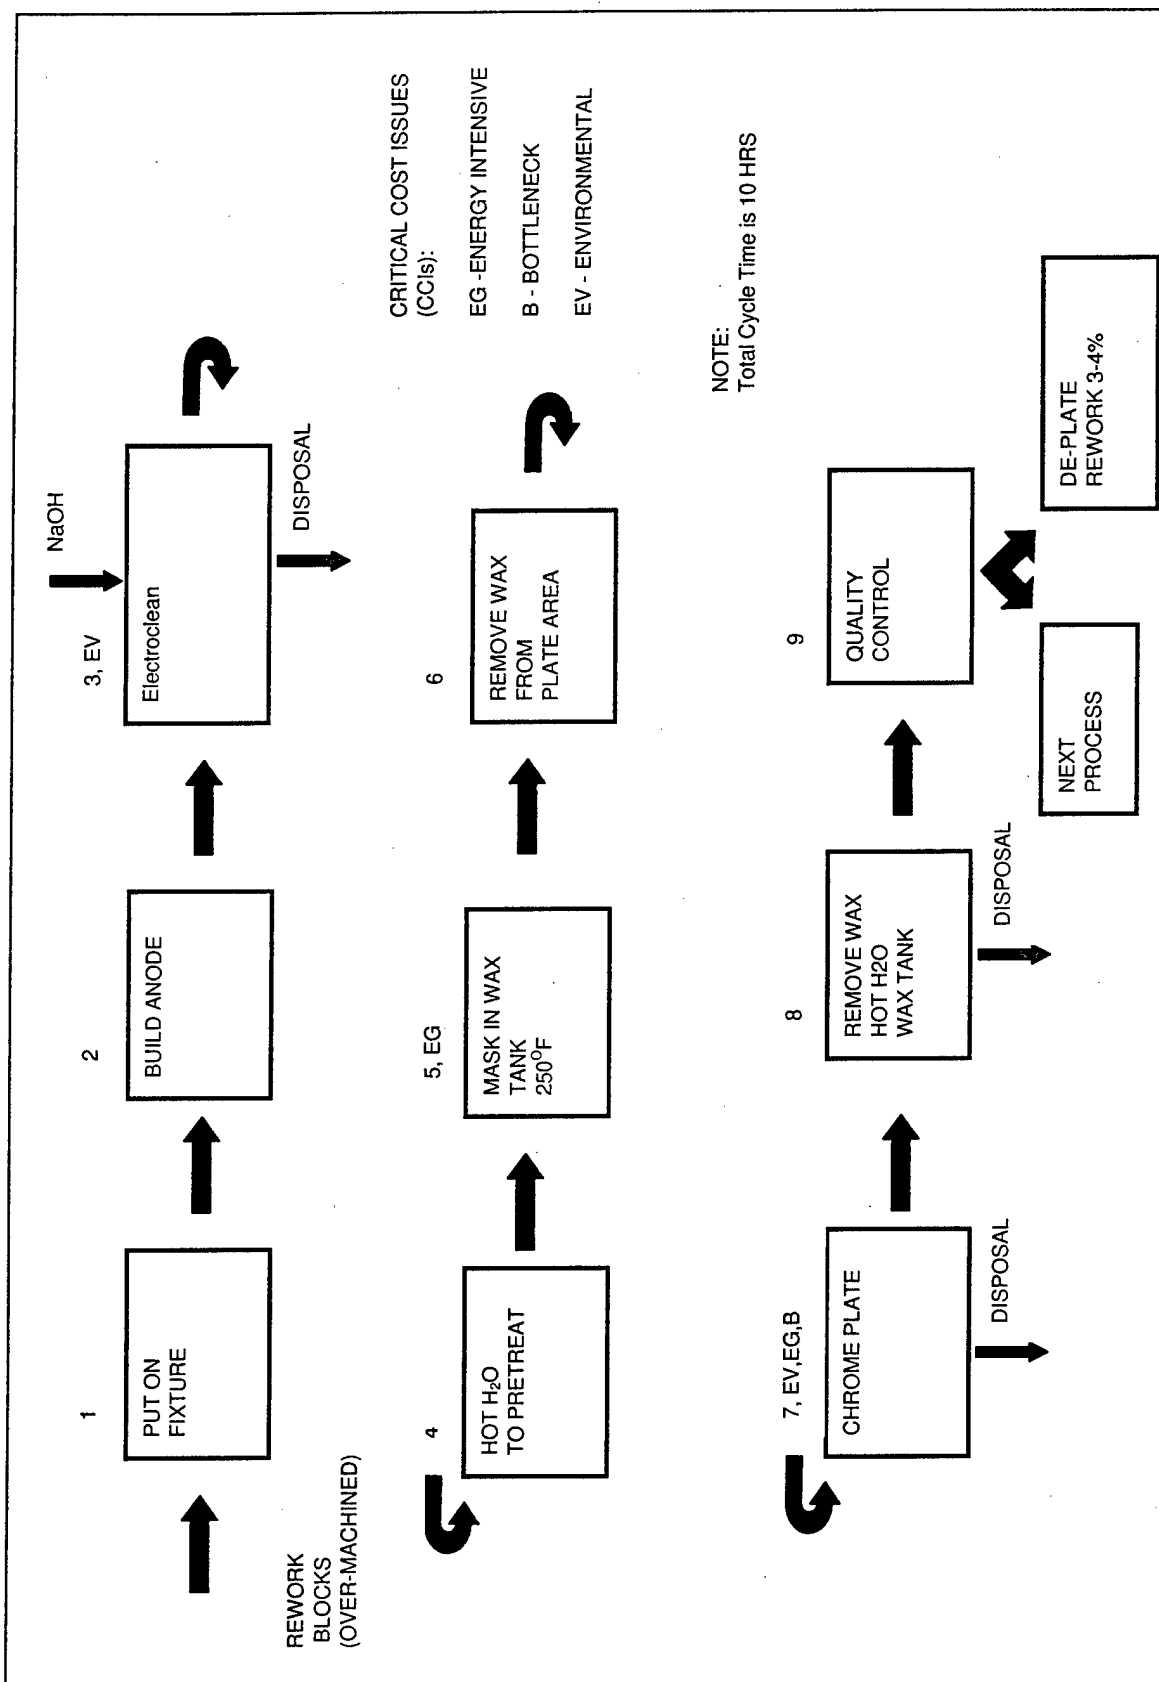 1
PUT ON
FIXTURE
REWORK
BLOCKS
(OVER-MACHINED)
2
BUILD ANODE
3, EV
NaOH
Electroclean
DISPOSAL
4
HOT H₂O
TO PRETREAT
5, EG
MASK IN WAX
TANK
250⁰F
6
REMOVE WAX
FROM
PLATE AREA
CRITICAL COST ISSUES
(CCIs):
EG -ENERGY INTENSIVE
B - BOTTLENECK
EV - ENVIRONMENTAL
7, EV,EG,B
CHROME PLATE
DISPOSAL
8
REMOVE WAX
HOT H2O
WAX TANK
DISPOSAL
9
QUALITY
CONTROL
NEXT
PROCESS
DE-PLATE
REWORK 3-4%
NOTE:
Total Cycle Time is 10 HRS